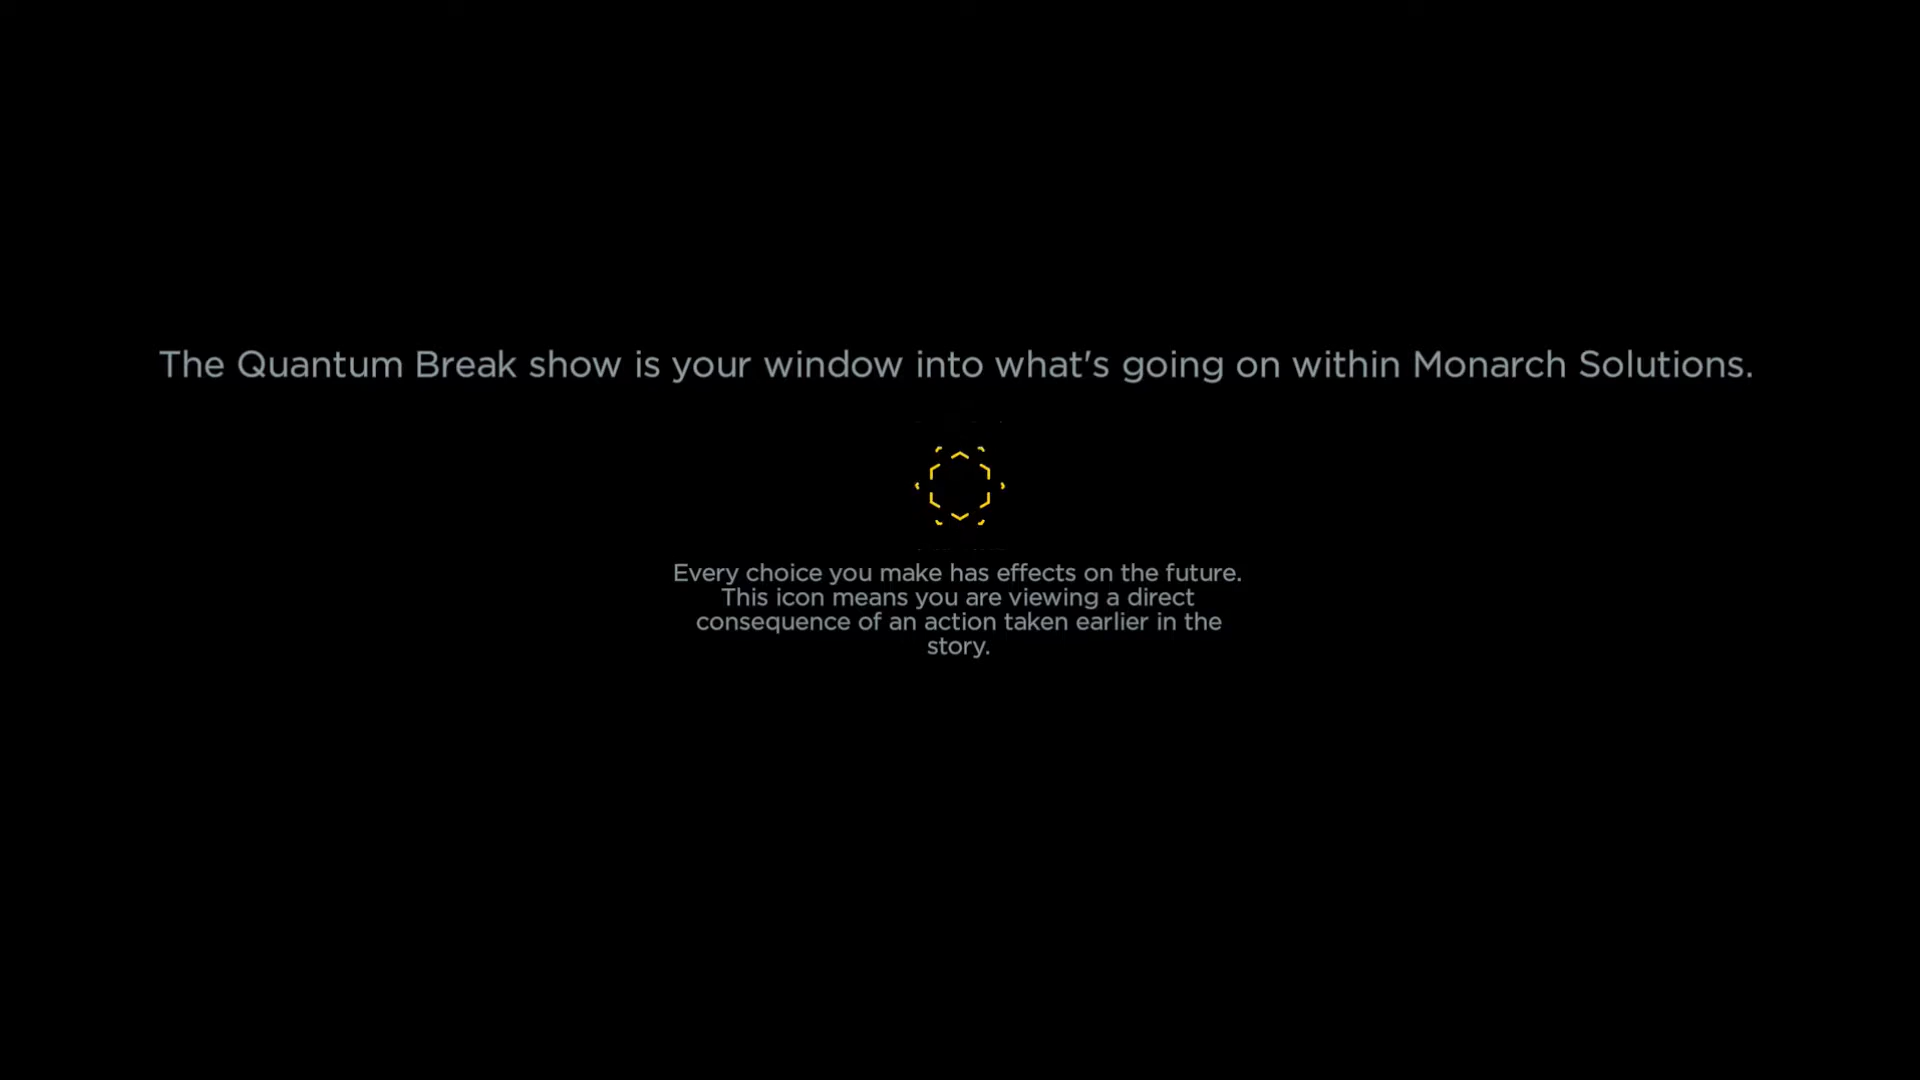 The Quantum Break show is your window into what's going on within Monarch Solutions.
Every choice you make has effects on the future.
This icon means you are viewing a direct
consequence of an action taken earlier in the
story.